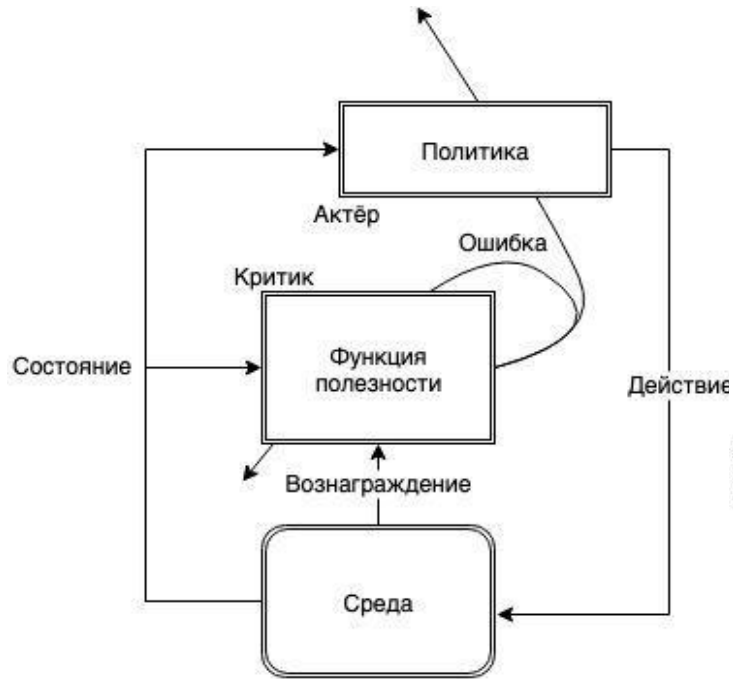 Политика
Актёр
Ошибка
Критик
Функция
полезности
Состояние
Действие
Вознаграждение
Среда